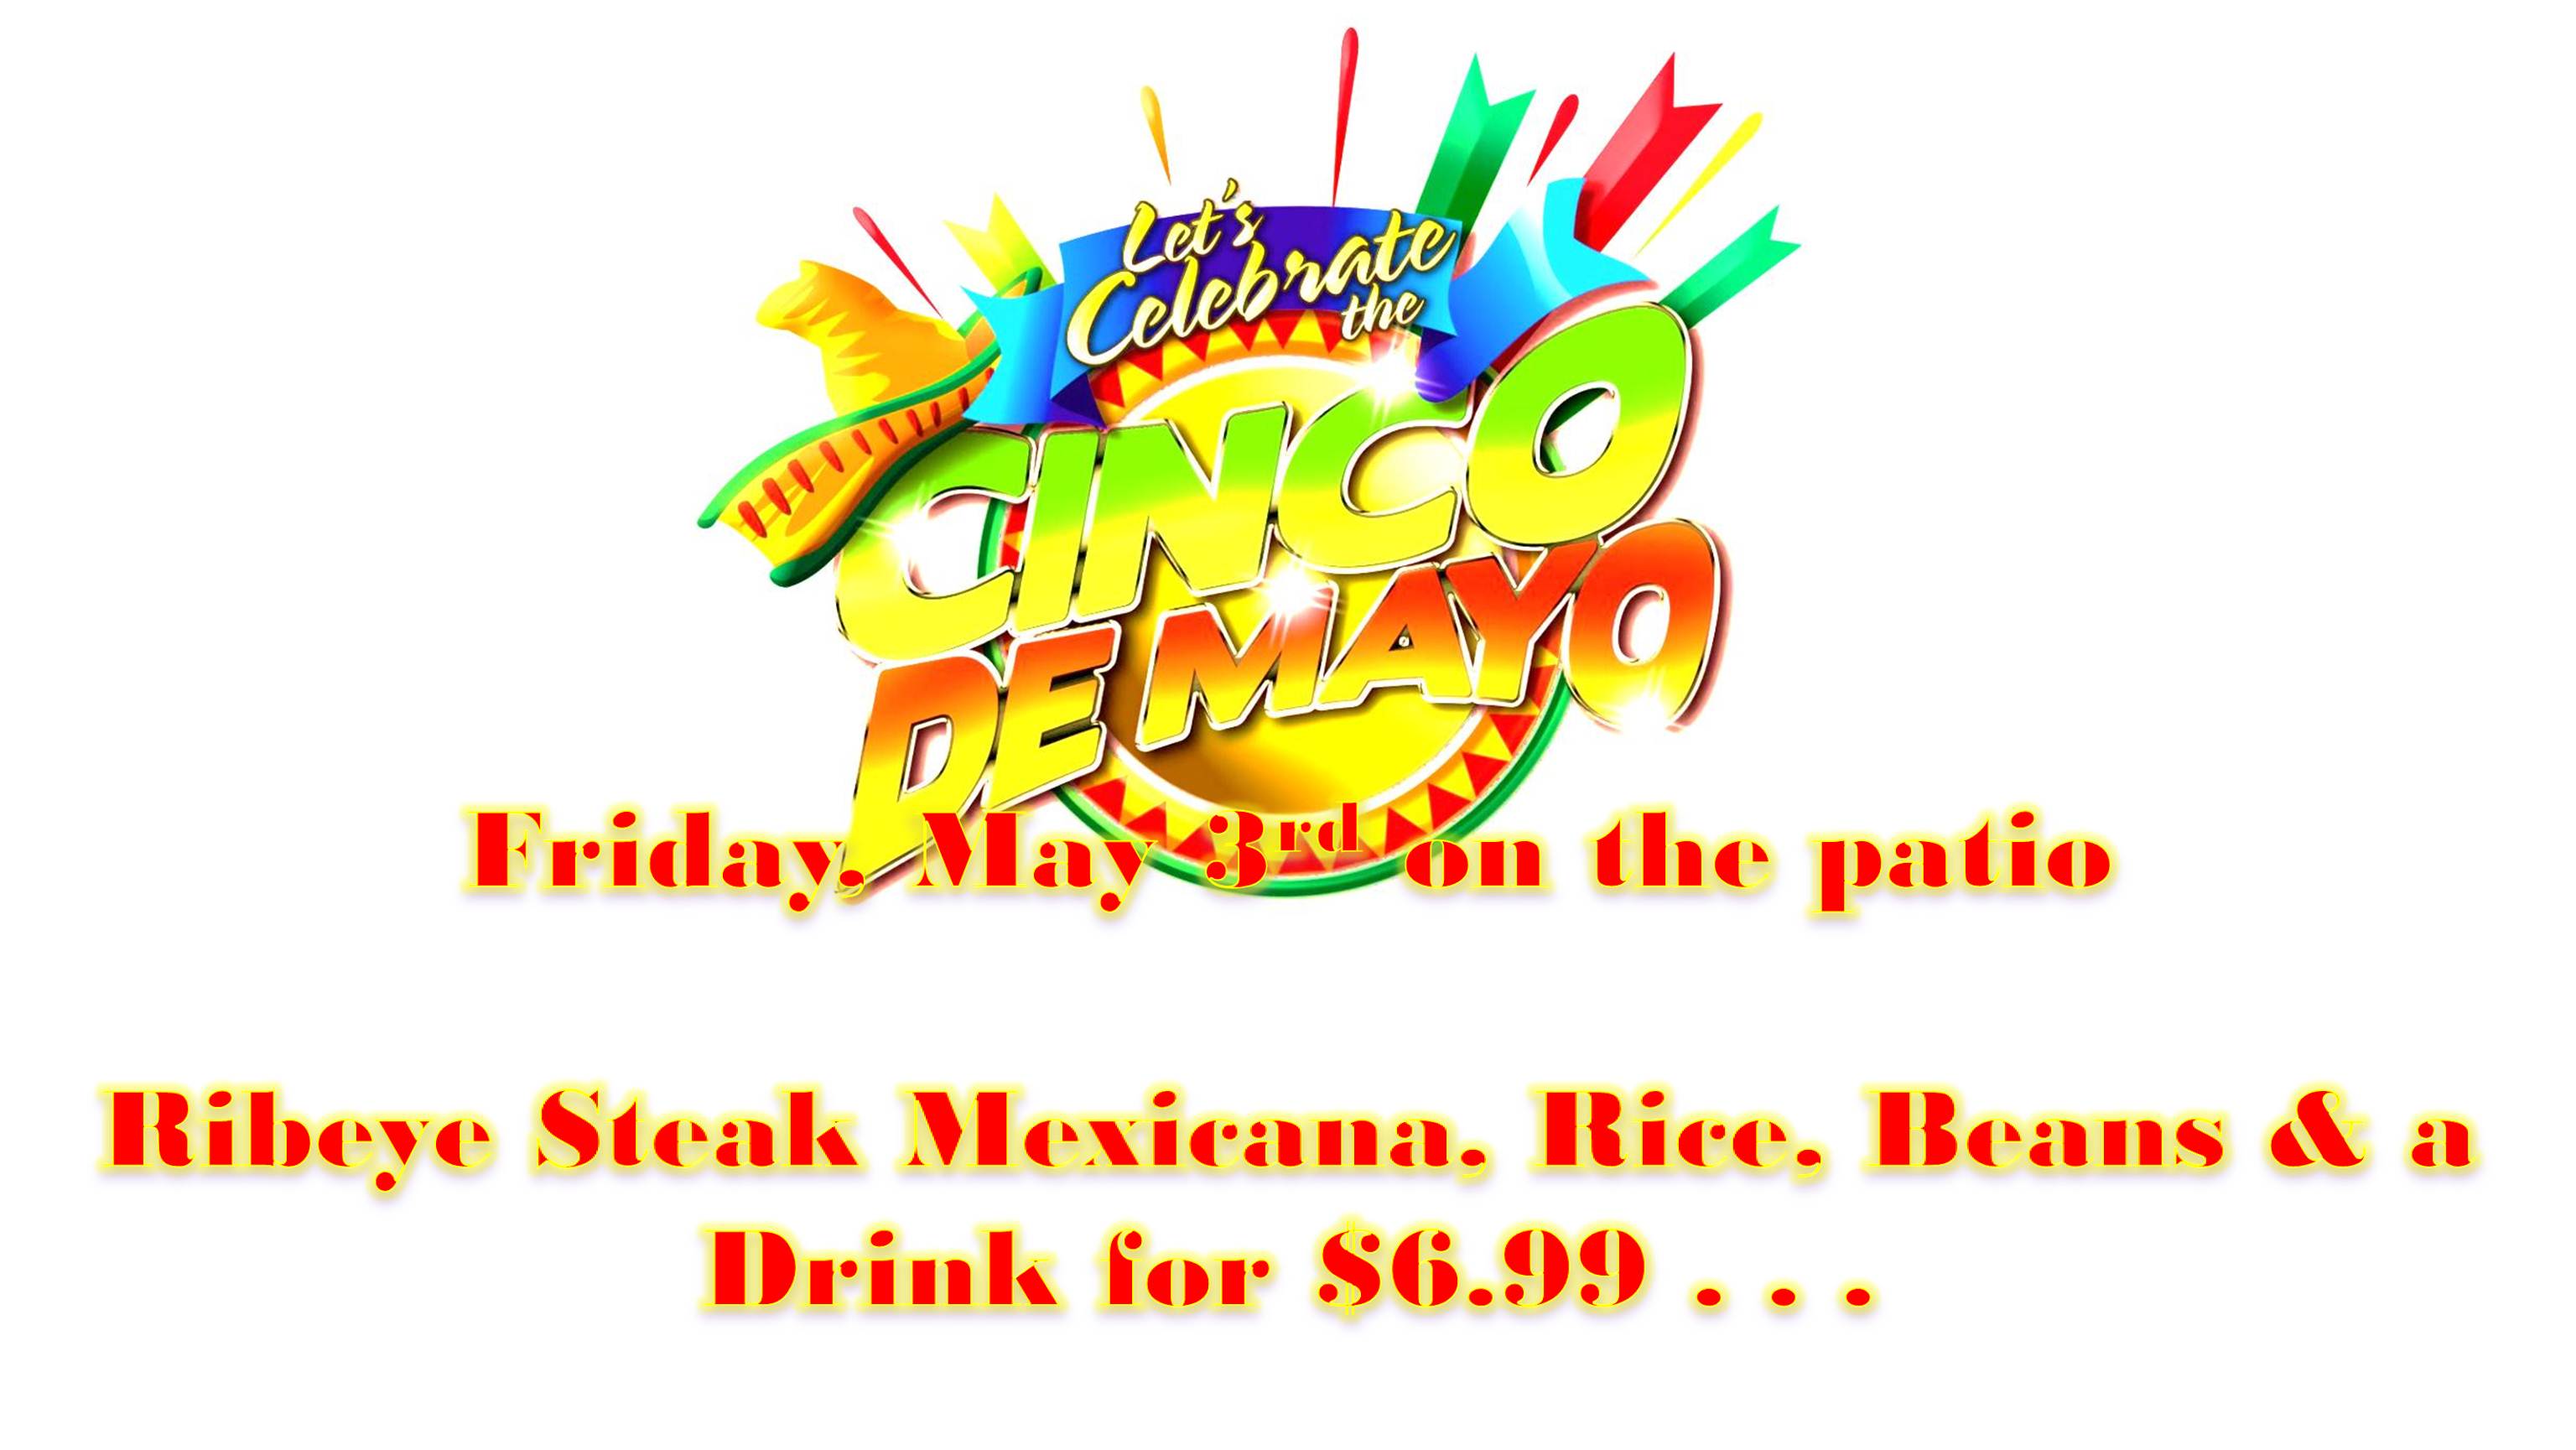 Let's
Celebrate
the
CINCO
DE MAYO
Friday, May 3rd on the patio
Ribeye Steak Mexicana, Rice, Beans & a
Drink for $6.99 . . .